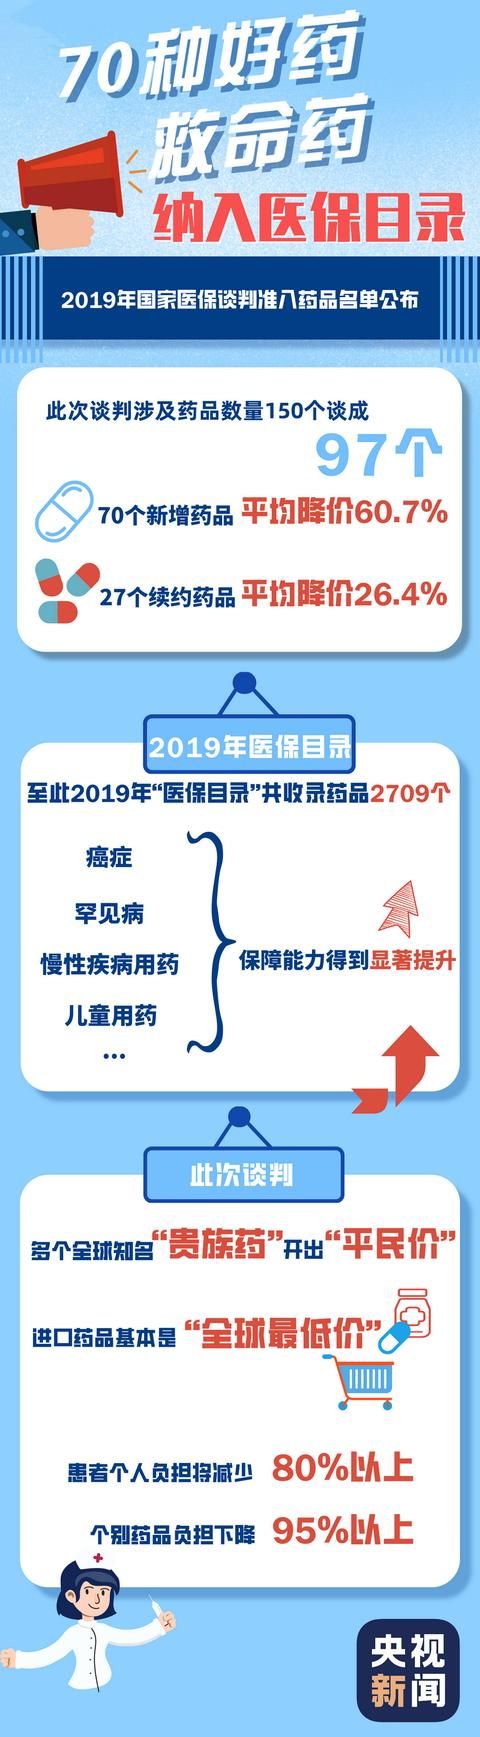 70种好药
救命药
纳入医保目录
2019年国家医保谈判准入药品名单公布
此次谈判涉及药品数量150个谈成
97个
70个新增药品 平均降价60.7%
27个续约药品 平均降价26.4%
2019年医保目录
至此2019年“医保目录”共收录药品2709个
癌症
罕见病
慢性疾病用药
儿童用药
...
保障能力得到显著提升
此次谈判
多个全球知名“贵族药”开出“平民价”
进口药品基本是“全球最低价”
患者个人负担将减少 80%以上
个别药品负担下降 95%以上
央视
新闻